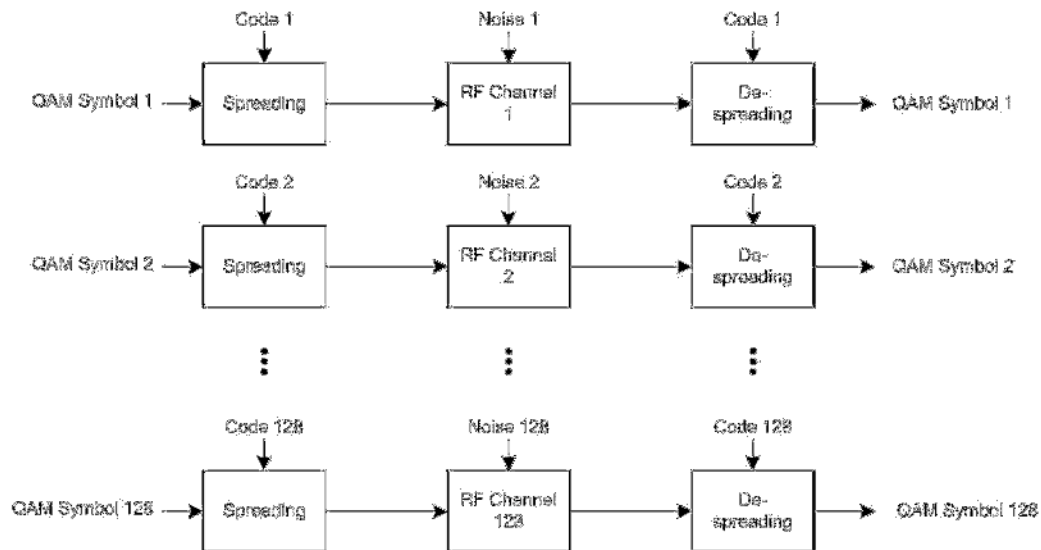 Code 1 Noise 1 Code 1
QAM Symbol 1 Spreading RF Channel 1 De-spreading QAM Symbol 1
Code 2 Noise 2 Code 2
QAM Symbol 2 Spreading RF Channel 2 De-spreading QAM Symbol 2
Code 128 Noise 128 Code 128
QAM Symbol 128 Spreading RF Channel 128 De-spreading QAM Symbol 128